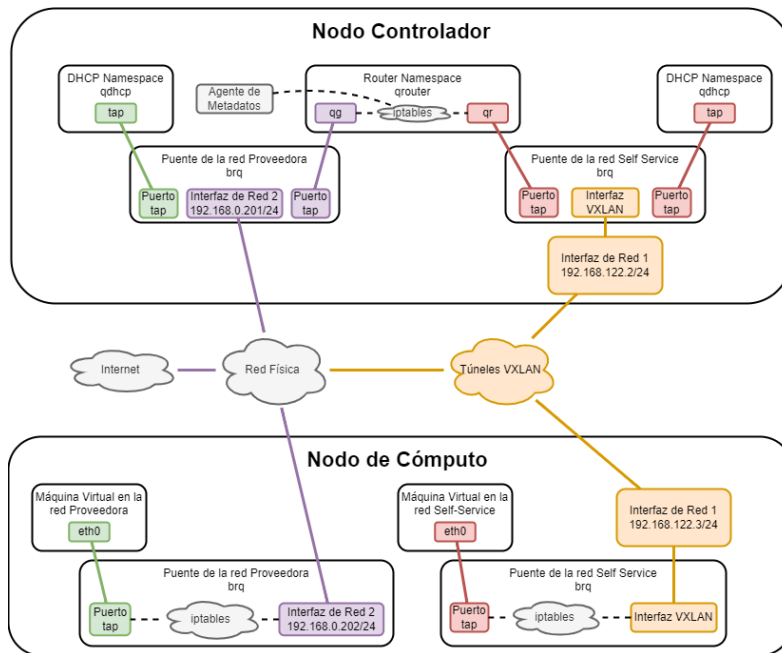 Nodo Controlador
DHCP Namespace
qdhcp
tap
Agente de
Metadatos
Router Namespace
qrouter
qg
iptables
qr
DHCP Namespace
qdhcp
tap
Puente de la red Proveedora
brq
Puerto
tap
Interfaz de Red 2
192.168.0.201/24
Puerto
tap
Puente de la red Self Service
brq
Puerto
tap
Interfaz
VXLAN
Puerto
tap
Interfaz de Red 1
192.168.122.2/24
Internet
Red Física
Túneles VXLAN
Nodo de Cómputo
Máquina Virtual en la
red Proveedora
eth0
Máquina Virtual en la
red Self-Service
eth0
Interfaz de Red 1
192.168.122.3/24
Puente de la red Proveedora
brq
Puerto
tap
iptables
Interfaz de Red 2
192.168.0.202/24
Puente de la red Self Service
brq
Puerto
tap
iptables
Interfaz VXLAN